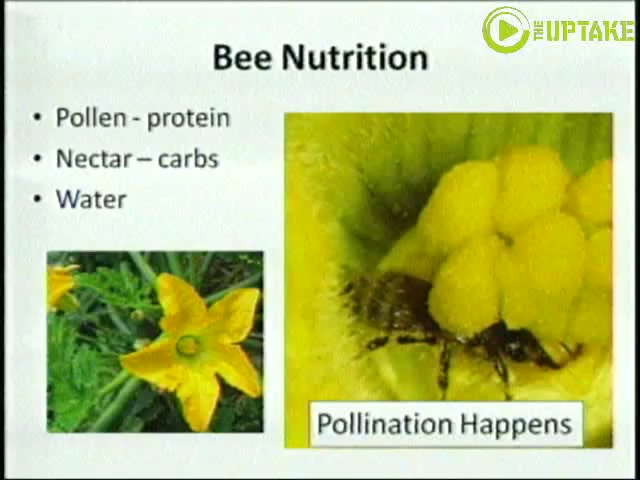 THE UPTAKE
Bee Nutrition
• Pollen - protein
• Nectar – carbs
• Water
Pollination Happens